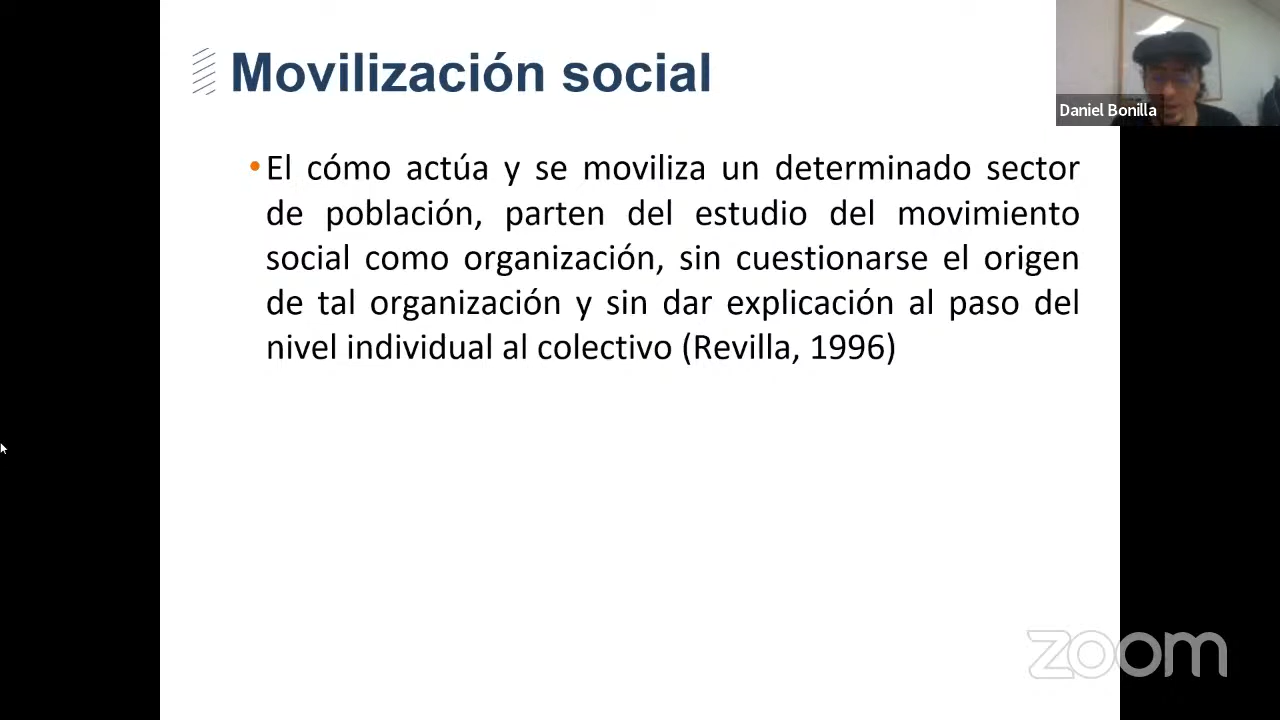 Movilización social
Daniel Bonilla
•El cómo actúa y se moviliza un determinado sector
de población, parten del estudio del movimiento
social como organización, sin cuestionarse el origen
de tal organización y sin dar explicación al paso del
nivel individual al colectivo (Revilla, 1996)
zoom